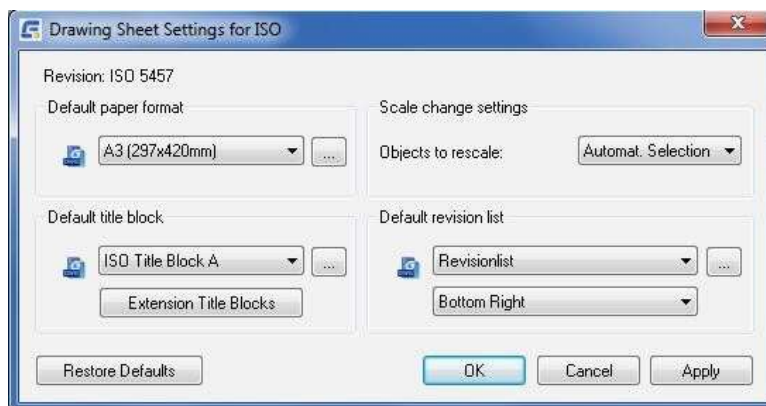 Drawing Sheet Settings for ISO
Revision: ISO 5457
Default paper format
A3 (297x420mm)
...
Scale change settings
Objects to rescale:
Automat. Selection
Default title block
ISO Title Block A
...
Extension Title Blocks
Default revision list
Revisionlist
...
Bottom Right
Restore Defaults
OK
Cancel
Apply